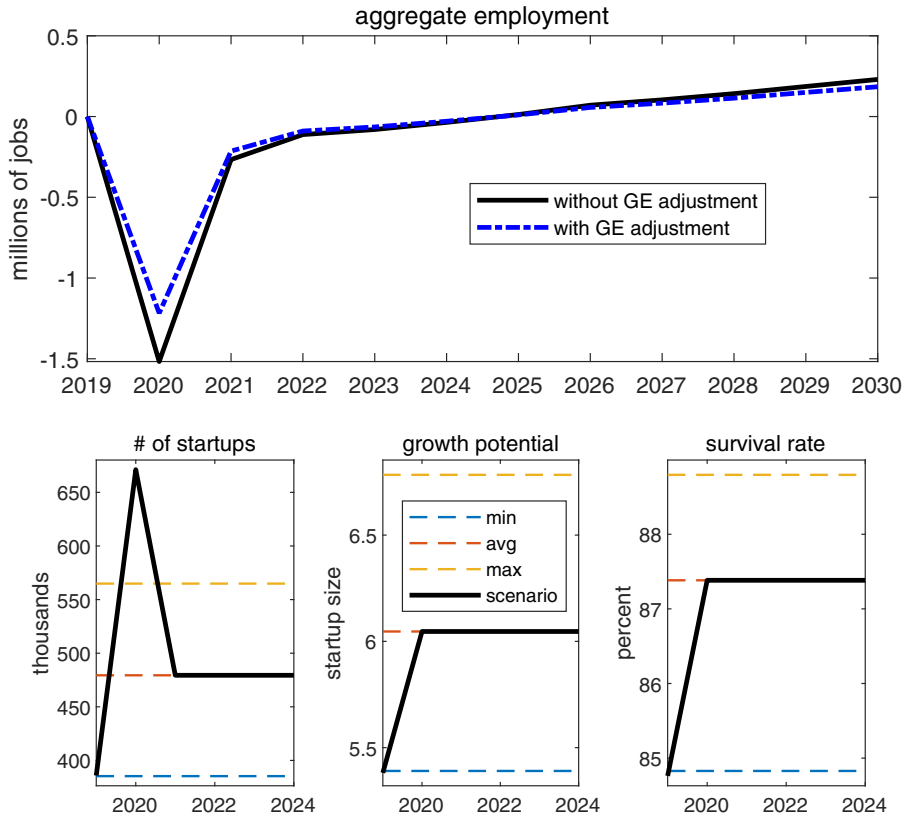 aggregate employment
0.5
0
-0.5
-1
-1.5
millions of jobs
without GE adjustment
with GE adjustment
2019 2020 2021 2022 2023 2024 2025 2026 2027 2028 2029 2030
# of startups
650
600
550
500
450
400
thousands
2020 2022 2024
growth potential
6.5
6
5.5
startup size
min
avg
max
scenario
2020 2022 2024
survival rate
88
87
86
85
percent
2020 2022 2024